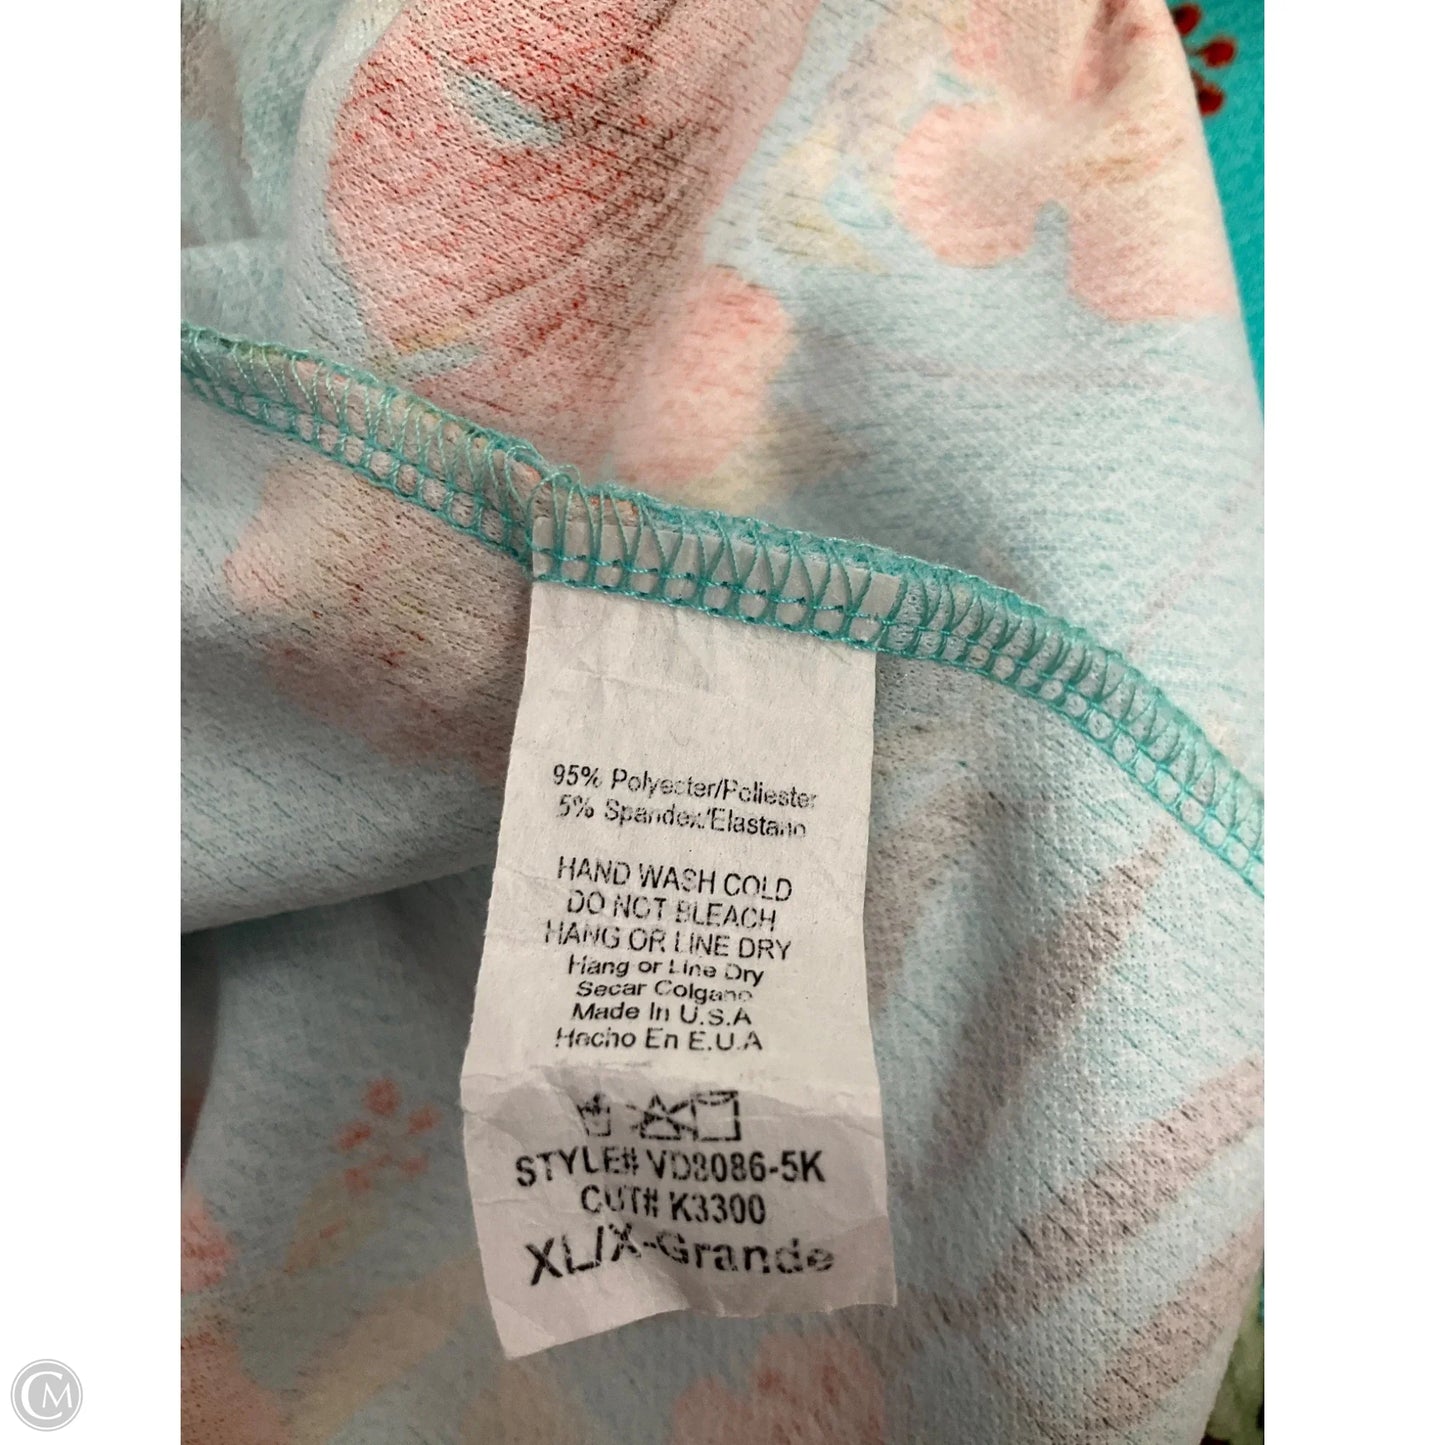 95% Polyester/Poliester
5% Spandex/Elastano
HAND WASH COLD
DO NOT BLEACH
HANG OR LINE DRY
Hang or Line Dry
Secar Colgano
Made In U.S.A
Hecho En E.U.A
STYLE# VD8086-5K
CUT# K3300
XL/X-Grande
CM